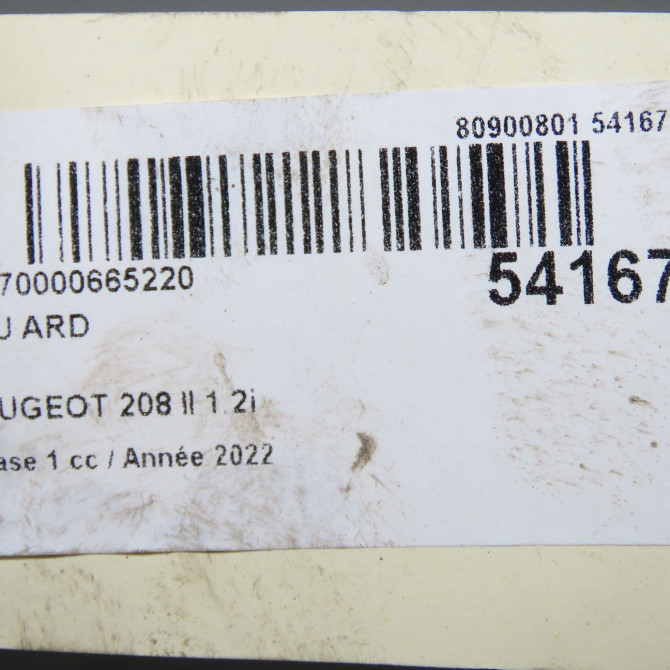 80900801 54167
70000665220
54167
J ARD
UGEOT 208 II 1.2i
ase 1 cc / Année 2022